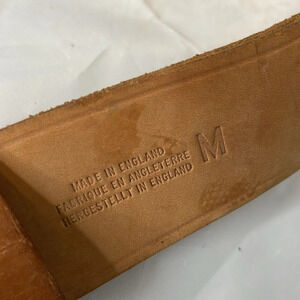 MADE IN ENGLAND
FABRIQUE EN ANGLETERRE
HERGESTELLT IN ENGLAND
M